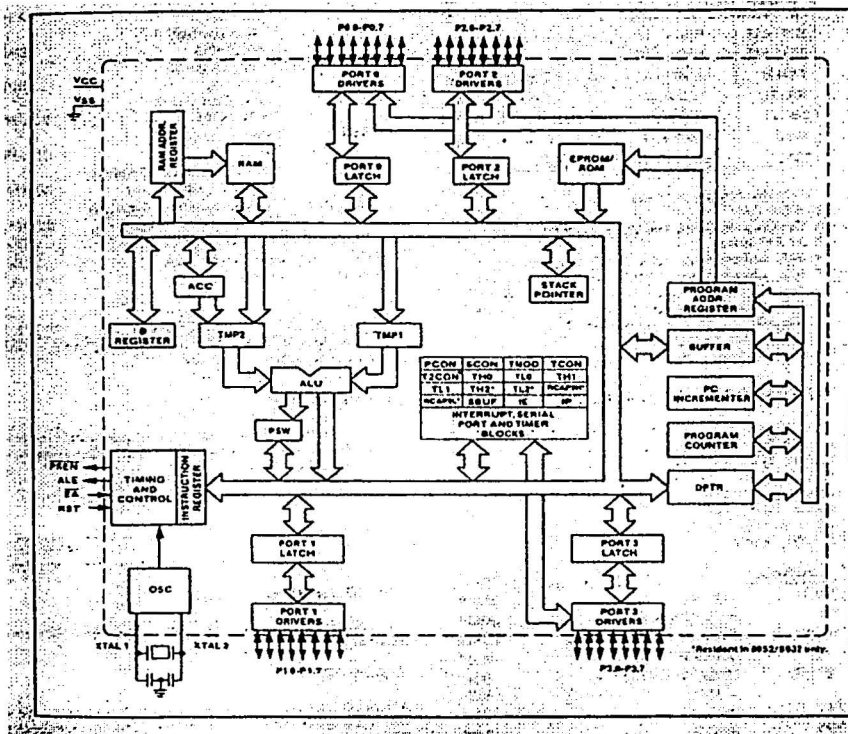 P0.0-P0.7
P2.0-P2.7
VCC
VSS
PORT 0
DRIVERS
PORT 2
DRIVERS
RAM ADDR.
REGISTER
RAM
PORT 0
LATCH
PORT 2
LATCH
EPROM/
ROM
ACC
STACK
POINTER
PROGRAM
ADDR.
REGISTER
B
REGISTER
TMP2
TMP1
BUFFER
ALU
PCON SCON TMOD TCON
T2CON* TH0 TL0 TH1
TL1 TH2* TL2* RCAP2H*
RCAP2L* SBUF IE IP
INTERRUPT, SERIAL
PORT AND TIMER
BLOCKS
PC
INCREMENTER
PSW
PROGRAM
COUNTER
PSEN
ALE
EA
RST
TIMING
AND
CONTROL
INSTRUCTION
REGISTER
DPTR
PORT 1
LATCH
PORT 3
LATCH
OSC
PORT 1
DRIVERS
PORT 3
DRIVERS
XTAL 1
XTAL 2
*Resident in 8052/8032 only.
P1.0-P1.7
P3.0-P3.7